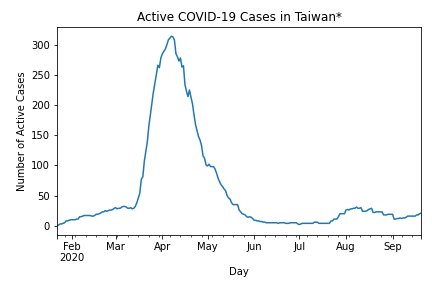 Active COVID-19 Cases in Taiwan*
Number of Active Cases
300
250
200
150
100
50
0
Feb Mar Apr May Jun Jul Aug Sep
2020
Day